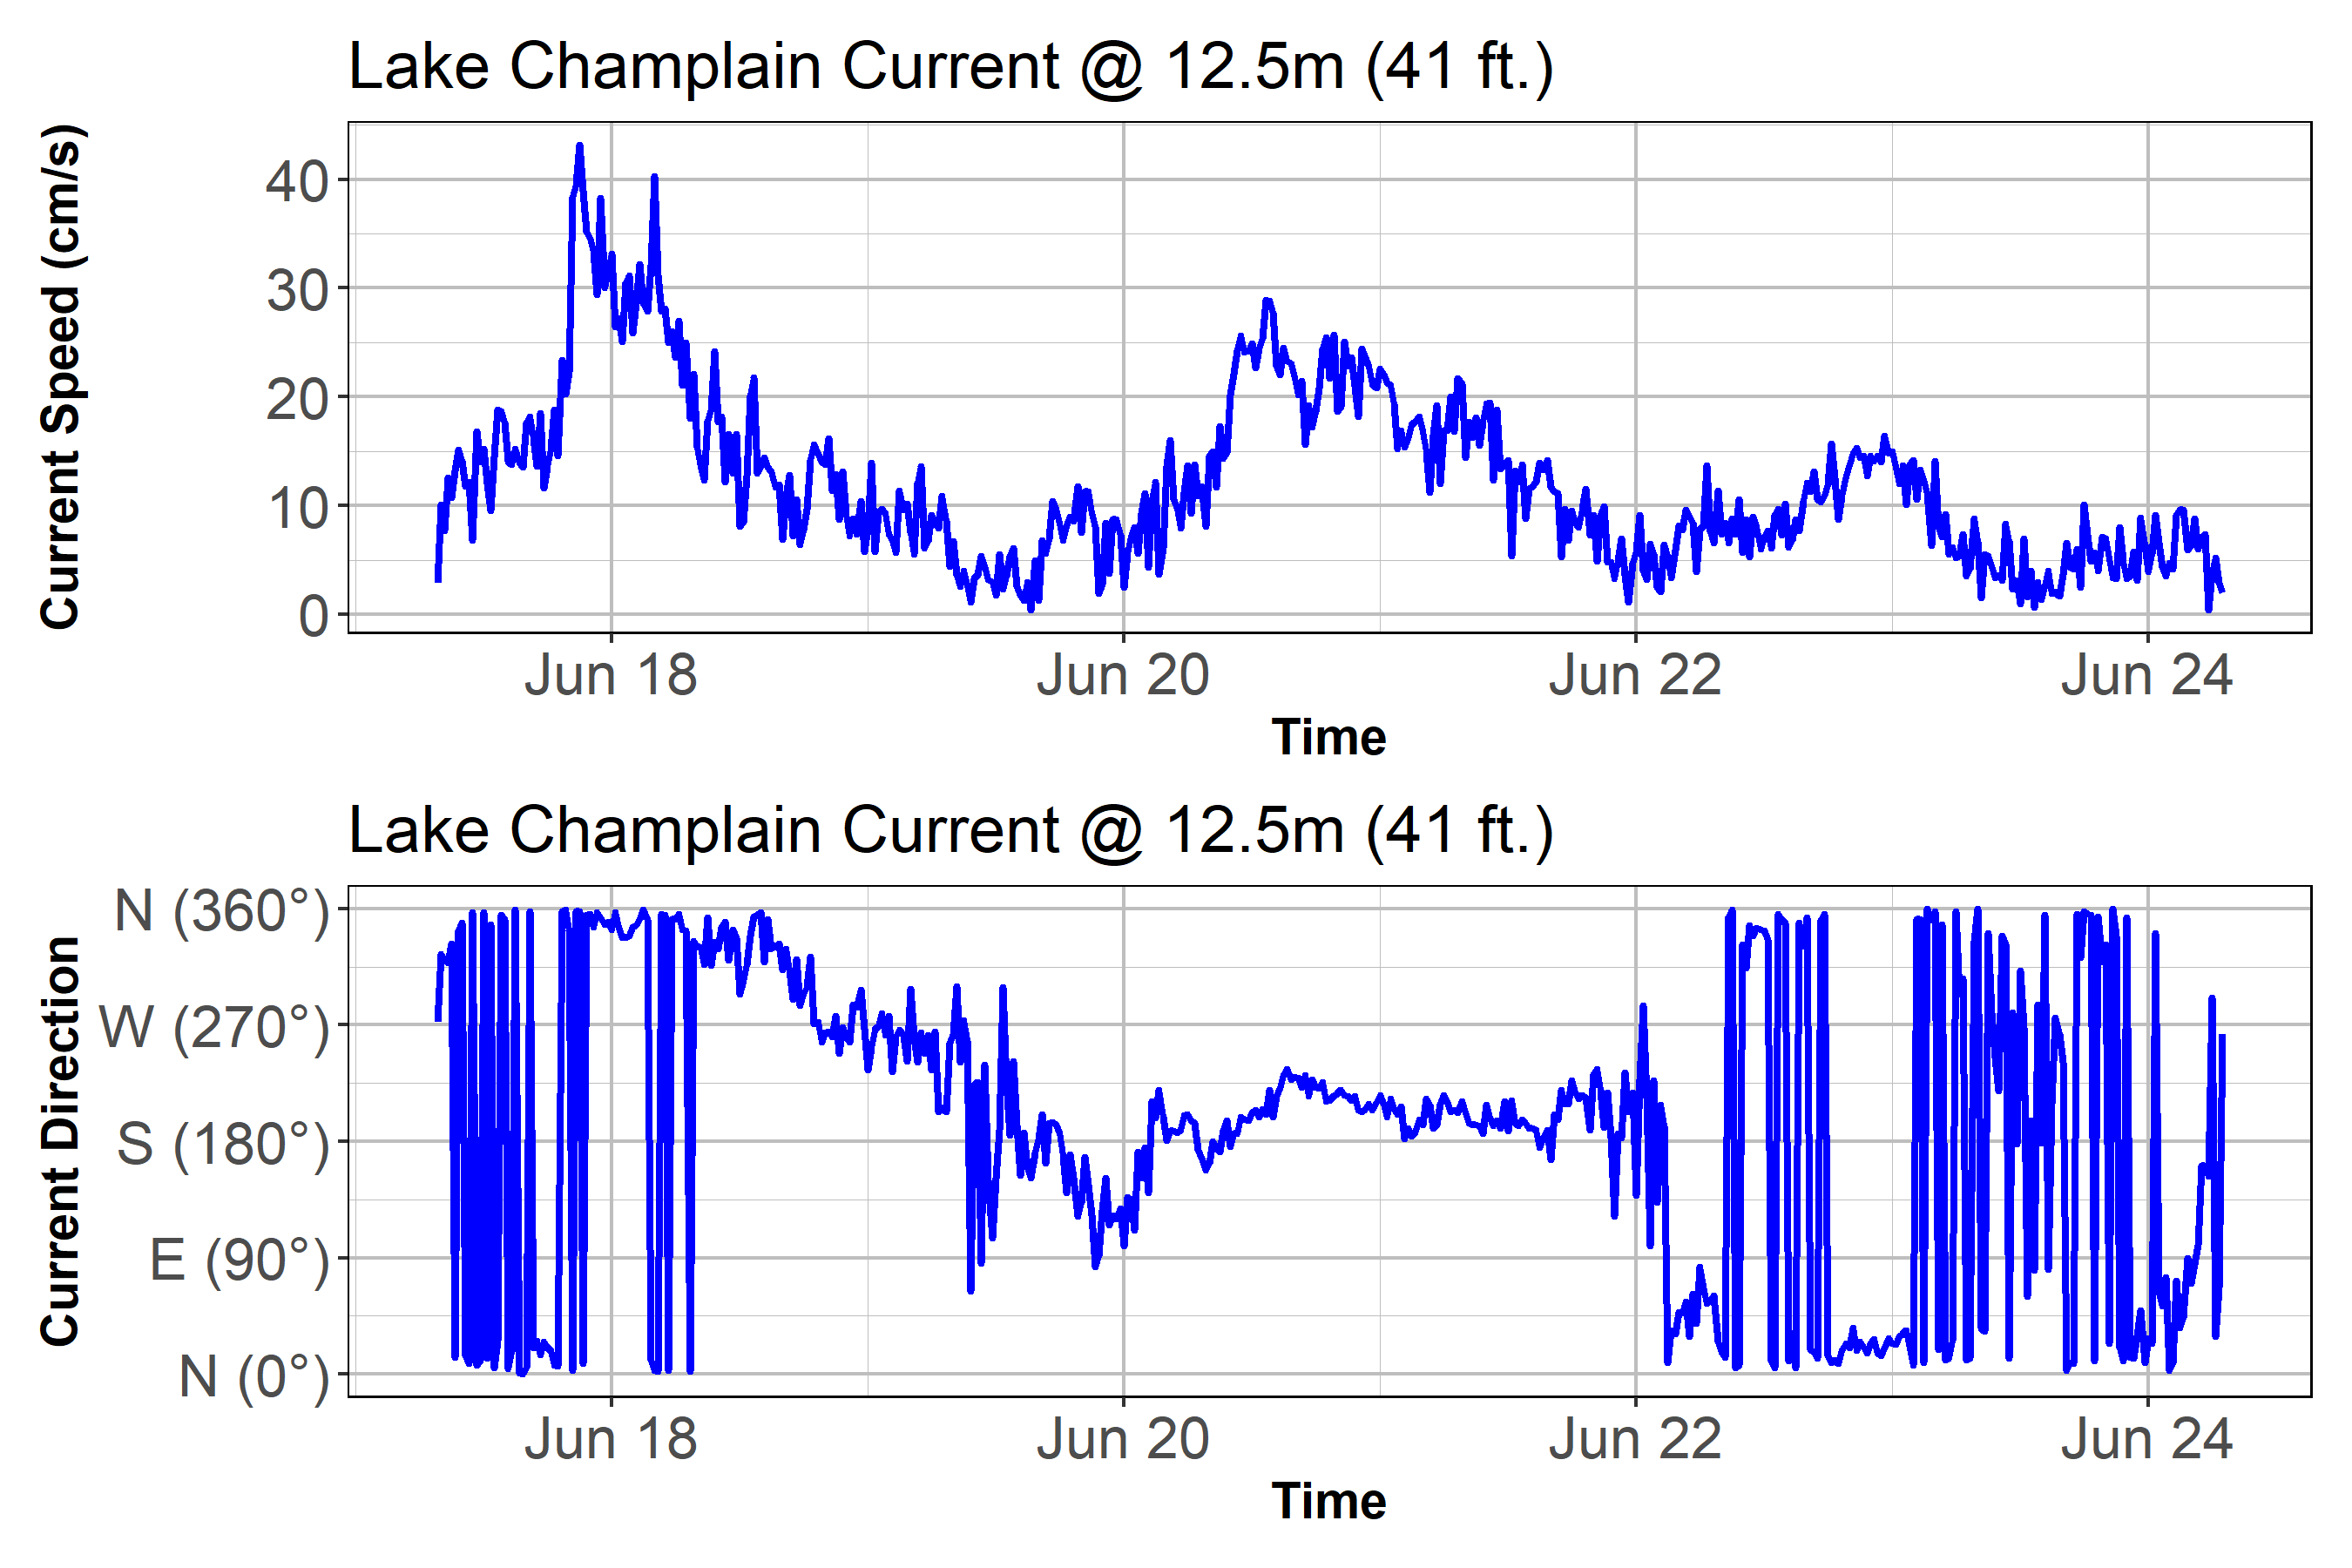 Lake Champlain Current @ 12.5m (41 ft.)
Current Speed (cm/s)
40
30
20
10
0
Jun 18
Jun 20
Jun 22
Jun 24
Time
Lake Champlain Current @ 12.5m (41 ft.)
Current Direction
N (360°)
W (270°)
S (180°)
E (90°)
N (0°)
Jun 18
Jun 20
Jun 22
Jun 24
Time